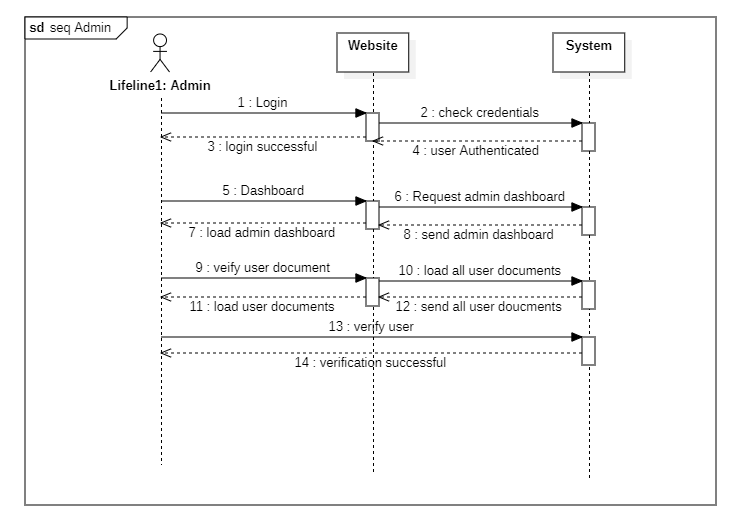 sd seq Admin
Website
System
Lifeline1: Admin
1 : Login
2 : check credentials
3 : login successful
4 : user Authenticated
5 : Dashboard
6 : Request admin dashboard
7 : load admin dashboard
8 : send admin dashboard
9 : veify user document
10 : load all user documents
11 : load user documents
12 : send all user doucments
13 : verify user
14 : verification successful